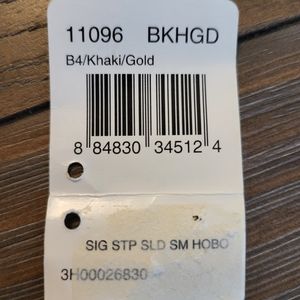 11096 BKHGD
B4/Khaki/Gold
8 84830 34512 4
SIG STP SLD SM HOBO
3H00026830